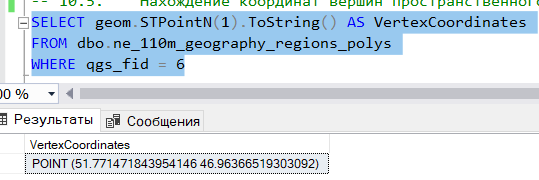 -- 10.5. Нахождение координат вершин пространственного
SELECT geom.STPointN(1).ToString() AS VertexCoordinates
FROM dbo.ne_110m_geography_regions_polys
WHERE qgs_fid = 6
00 %
Результаты Сообщения
VertexCoordinates
POINT (51.771471843954146 46.96366519303092)